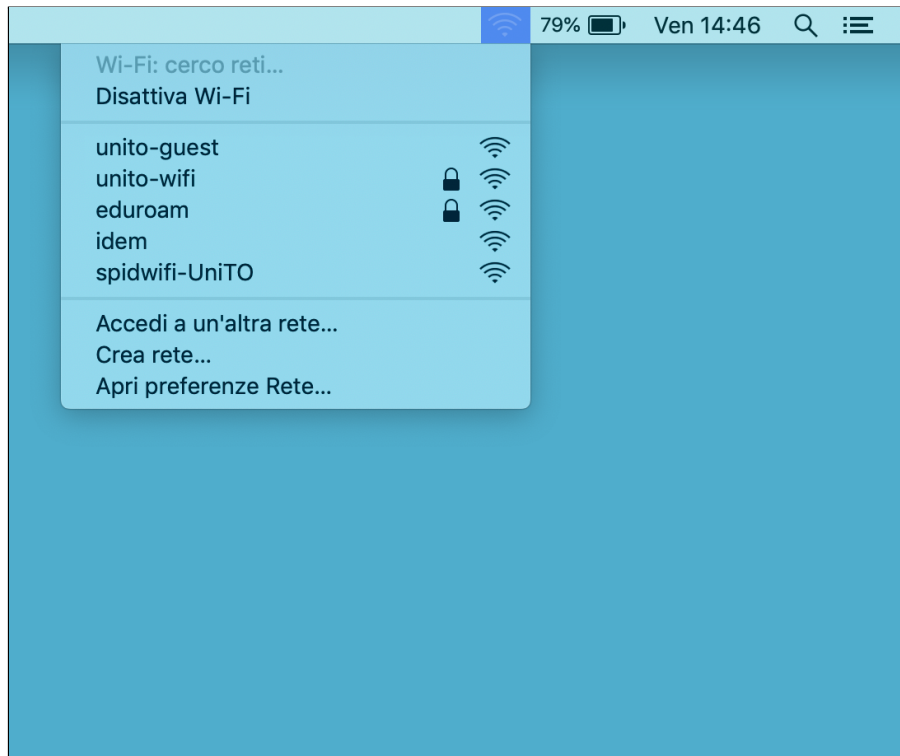 79% Ven 14:46
Wi-Fi: cerco reti...
Disattiva Wi-Fi
unito-guest
unito-wifi
eduroam
idem
spidwifi-UniTO
Accedi a un'altra rete...
Crea rete...
Apri preferenze Rete...